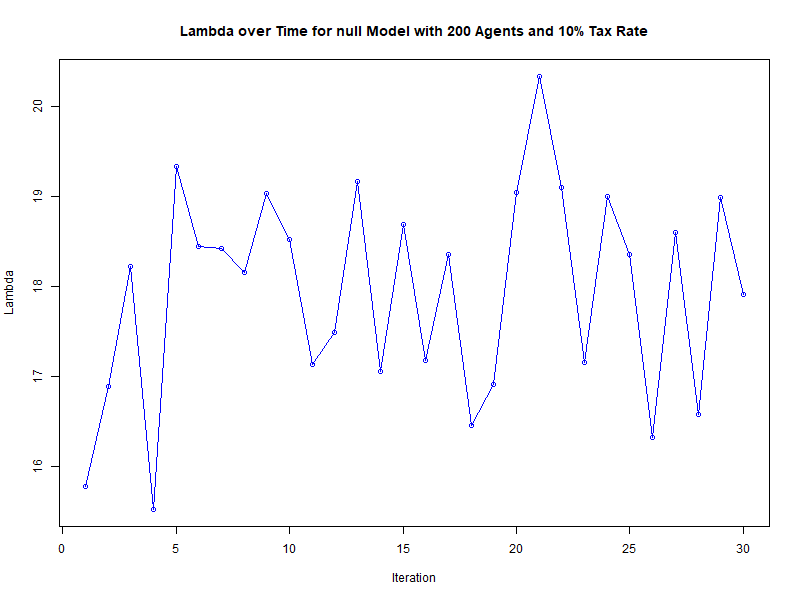 Lambda over Time for null Model with 200 Agents and 10% Tax Rate
20
19
18
17
16
Lambda
0 5 10 15 20 25 30
Iteration